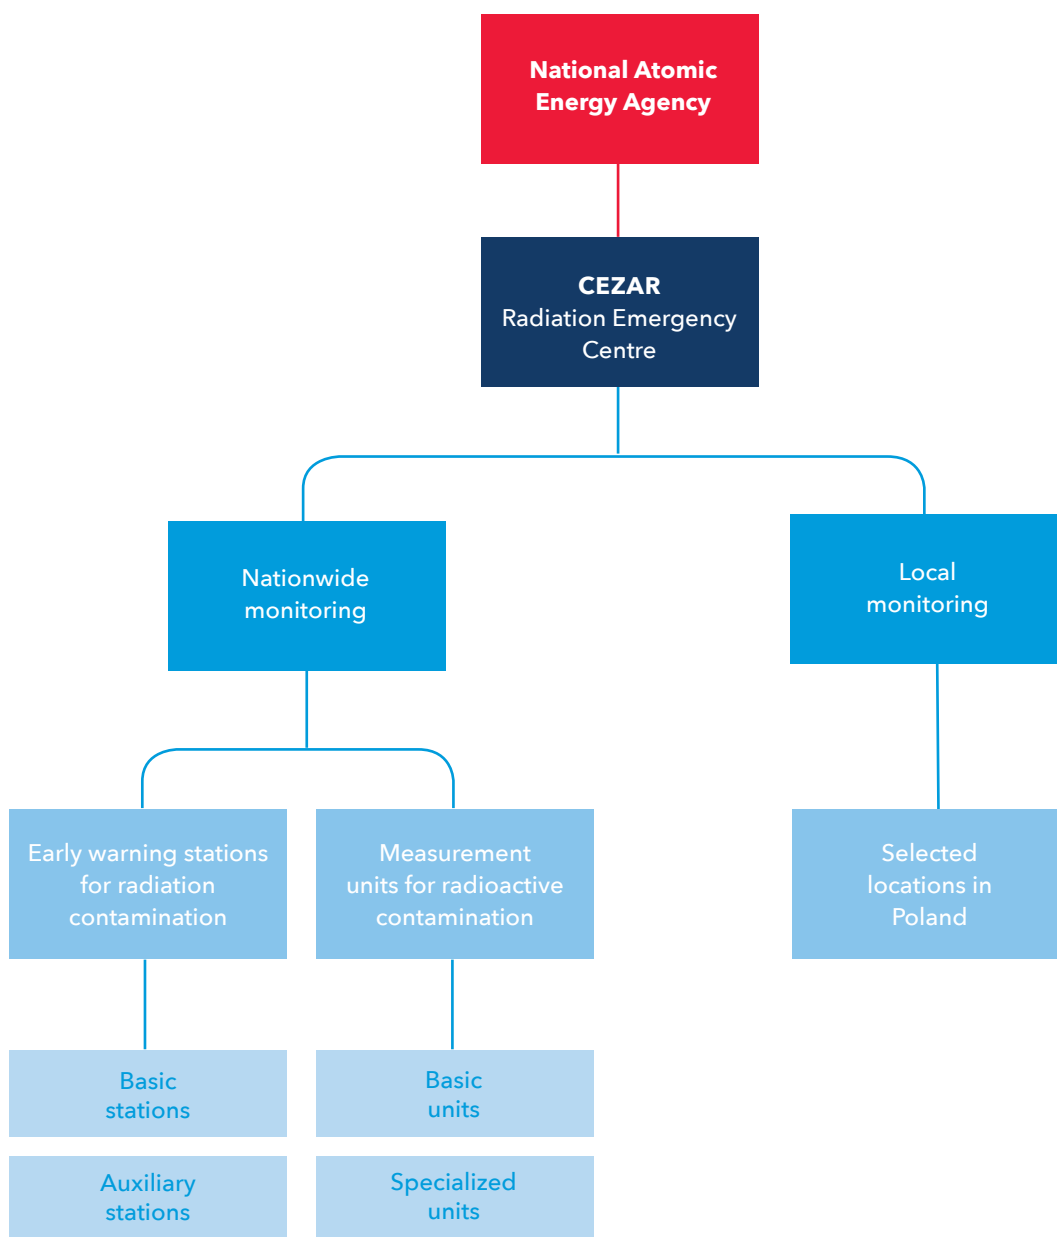 National Atomic
Energy Agency
CEZAR
Radiation Emergency
Centre
Nationwide
monitoring
Local
monitoring
Early warning stations
for radiation
contamination
Measurement
units for radioactive
contamination
Selected
locations in
Poland
Basic
stations
Basic
units
Auxiliary
stations
Specialized
units